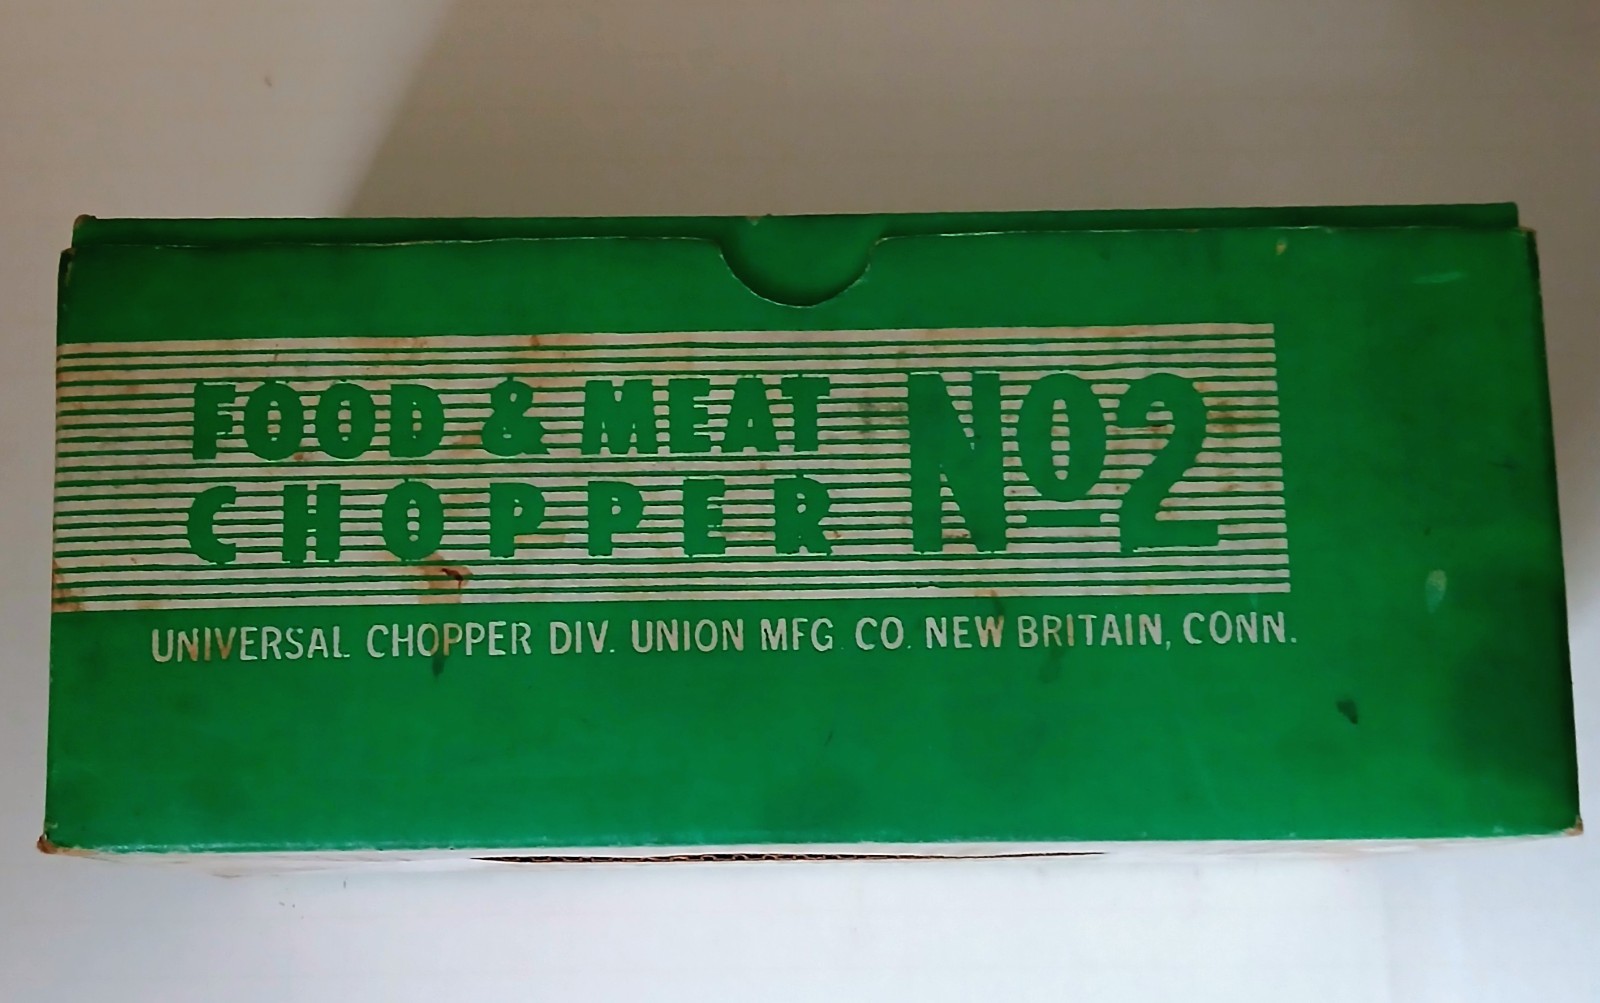 FOOD & MEAT
CHOPPER
No2
UNIVERSAL CHOPPER DIV. UNION MFG. CO. NEW BRITAIN, CONN.